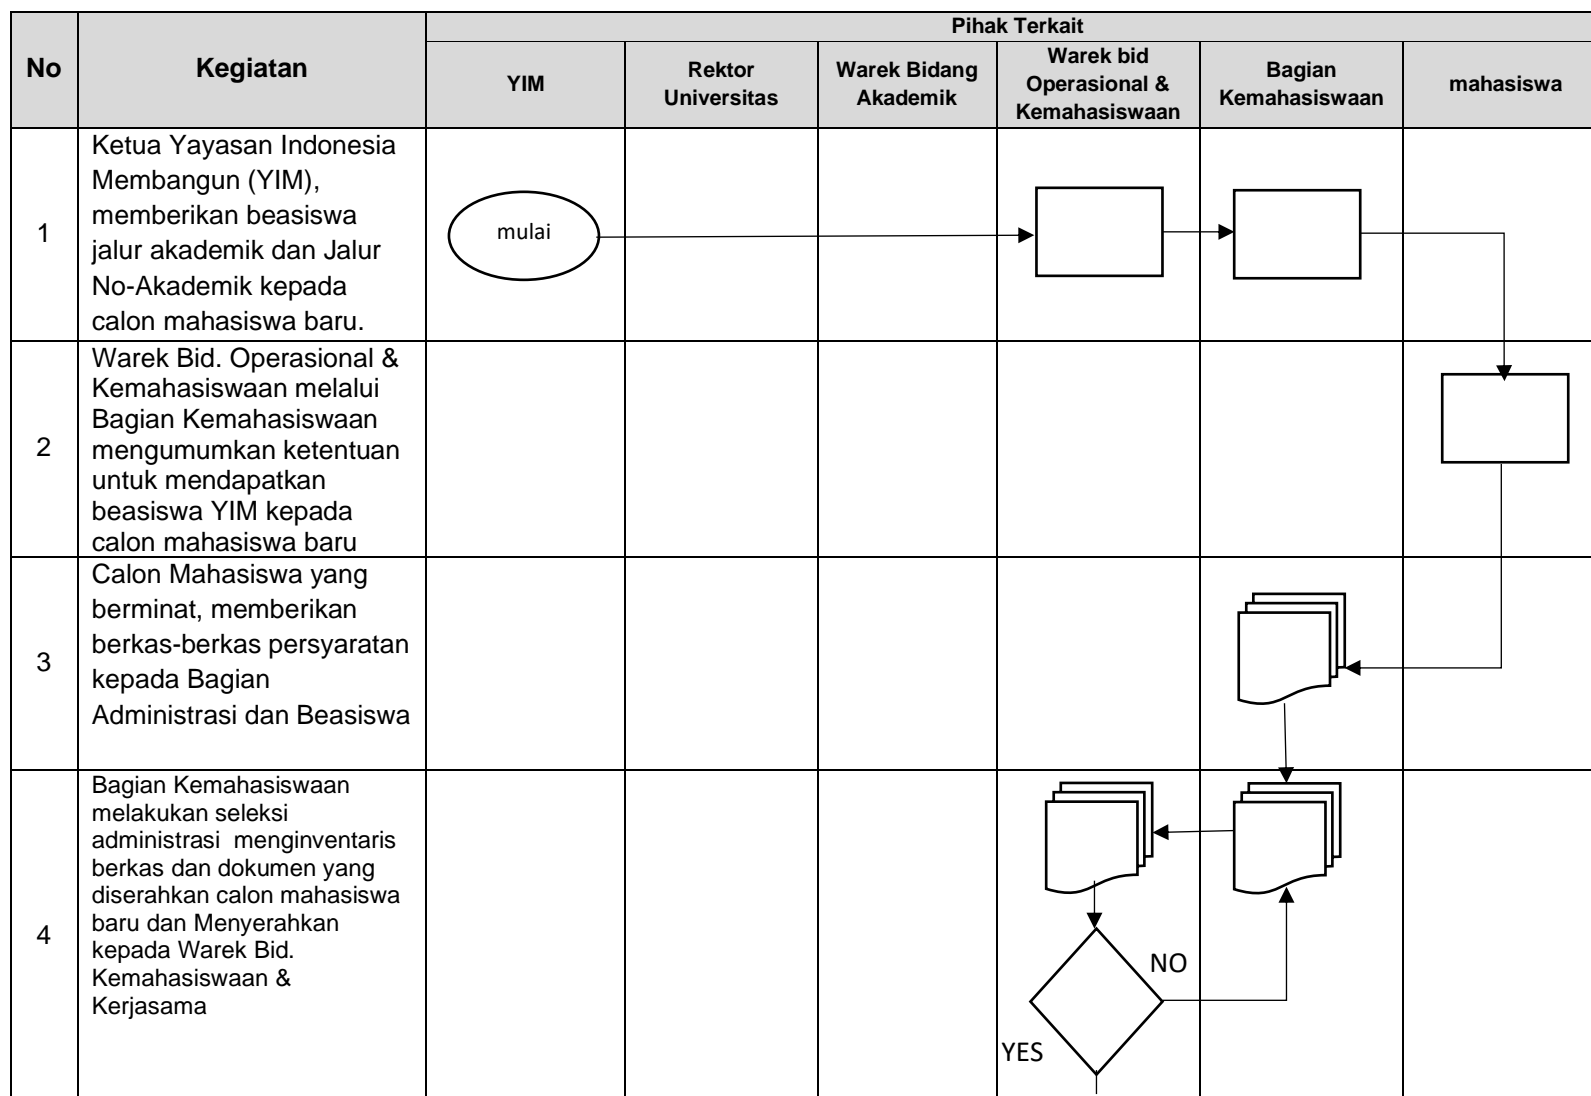 No
Kegiatan
Pihak Terkait
YIM
Rektor
Universitas
Warek Bidang
Akademik
Warek bid
Operasional &
Kemahasiswaan
Bagian
Kemahasiswaan
mahasiswa
1
Ketua Yayasan Indonesia
Membangun (YIM),
memberikan beasiswa
jalur akademik dan Jalur
No-Akademik kepada
calon mahasiswa baru.
mulai
2
Warek Bid. Operasional &
Kemahasiswaan melalui
Bagian Kemahasiswaan
mengumumkan ketentuan
untuk mendapatkan
beasiswa YIM kepada
calon mahasiswa baru
3
Calon Mahasiswa yang
berminat, memberikan
berkas-berkas persyaratan
kepada Bagian
Administrasi dan Beasiswa
4
Bagian Kemahasiswaan
melakukan seleksi
administrasi menginventaris
berkas dan dokumen yang
diserahkan calon mahasiswa
baru dan Menyerahkan
kepada Warek Bid.
Kemahasiswaan &
Kerjasama
NO
YES